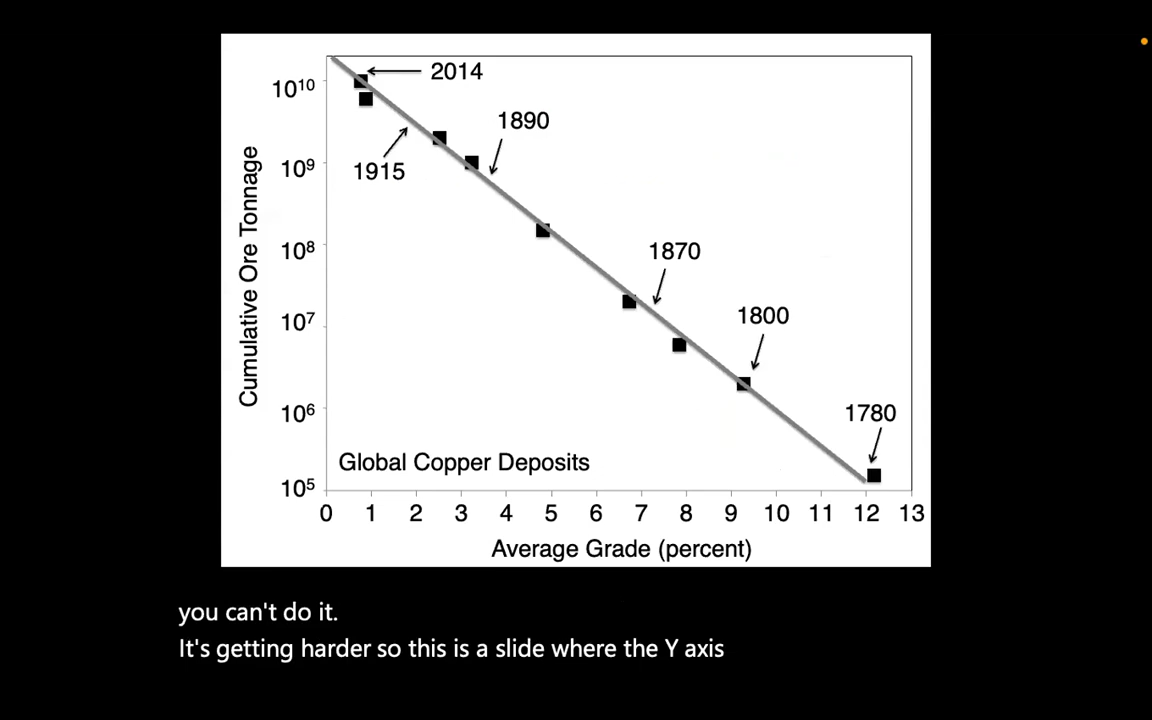 2014
10¹⁰
1890
1915
10⁹
Cumulative Ore Tonnage
10⁸
1870
10⁷
1800
10⁶
1780
Global Copper Deposits
10⁵
0 1 2 3 4 5 6 7 8 9 10 11 12 13
Average Grade (percent)
you can't do it.
It's getting harder so this is a slide where the Y axis